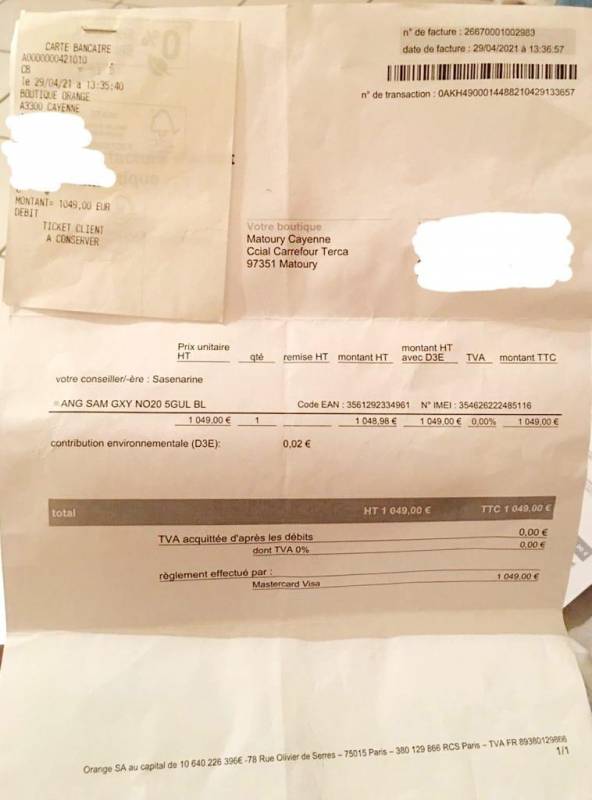 CARTE BANCAIRE
A0000000421010
CB
le 29/04/21 a 13:35:40
BOUTIQUE ORANGE
A3300 CAYENNE
MONTANT= 1049,00 EUR
DEBIT
TICKET CLIENT
A CONSERVER
n° de facture : 26670001002983
date de facture : 29/04/2021 à 13:36:57
n° de transaction : 0AKH4900014488210429133657
Votre boutique
Matoury Cayenne
Ccial Carrefour Terca
97351 Matoury
Prix unitaire HT qté remise HT montant HT montant HT avec D3E TVA montant TTC
votre conseiller/-ère : Sasenarine
ANG SAM GXY NO20 5GUL BL Code EAN : 3561292334961 N° IMEI : 354626222485116
1 049,00 € 1 1 048,98 € 1 049,00 € 0,00% 1 049,00 €
contribution environnementale (D3E): 0,02 €
total HT 1 049,00 € TTC 1 049,00 €
TVA acquittée d'après les débits 0,00 €
dont TVA 0% 0,00 €
règlement effectué par :
Mastercard Visa 1 049,00 €
Orange SA au capital de 10 640 226 396€ -78 Rue Olivier de Serres – 75015 Paris – 380 129 866 RCS Paris – TVA FR 89380129866
1/1